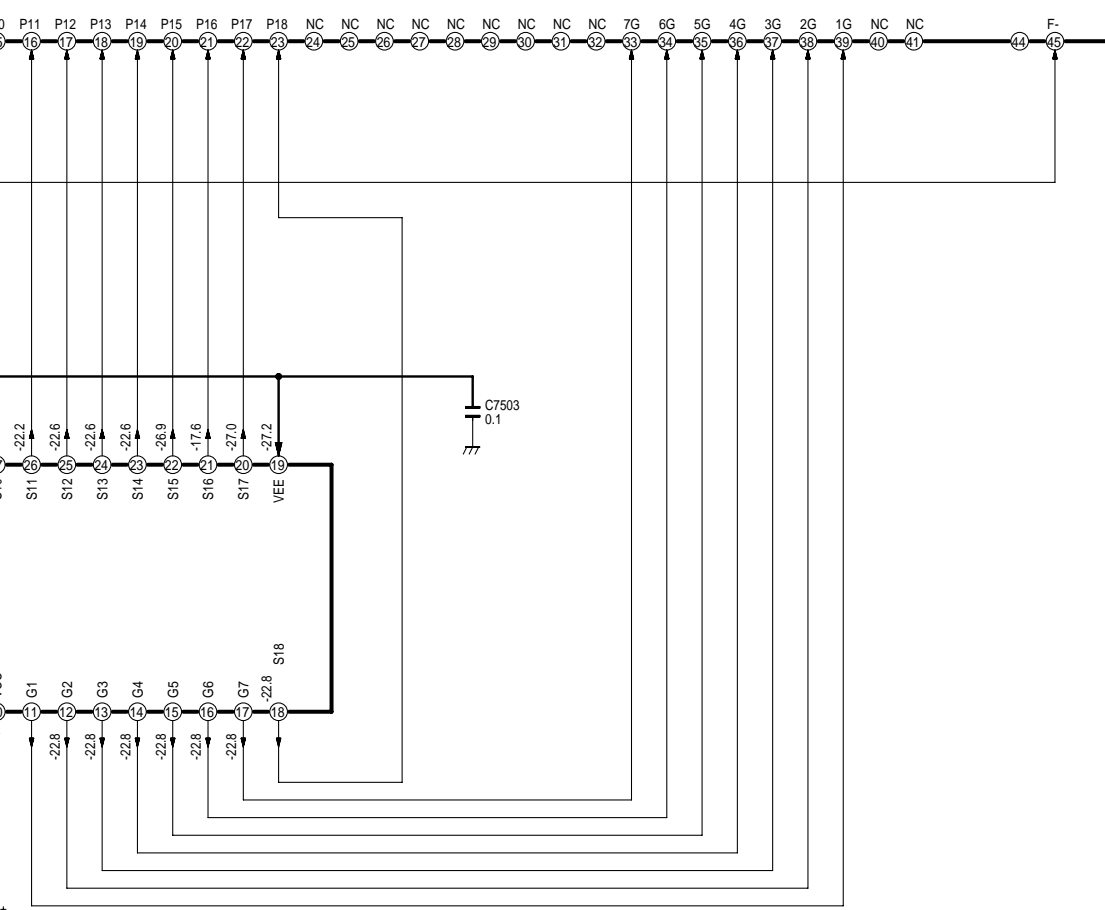 P11 P12 P13 P14 P15 P16 P17 P18 NC NC NC NC NC NC NC NC NC 7G 6G 5G 4G 3G 2G 1G NC NC F-
16 17 18 19 20 21 22 23 24 25 26 27 28 29 30 31 32 33 34 35 36 37 38 39 40 41 44 45
C7503
0.1
-22.2 -22.6 -22.6 -22.6 -26.9 -17.6 -27.0 -27.2
26 25 24 23 22 21 20 19
S11 S12 S13 S14 S15 S16 S17 VEE
S18
G1 G2 G3 G4 G5 G6 G7 -22.8
11 12 13 14 15 16 17 18
-22.8 -22.8 -22.8 -22.8 -22.8 -22.8